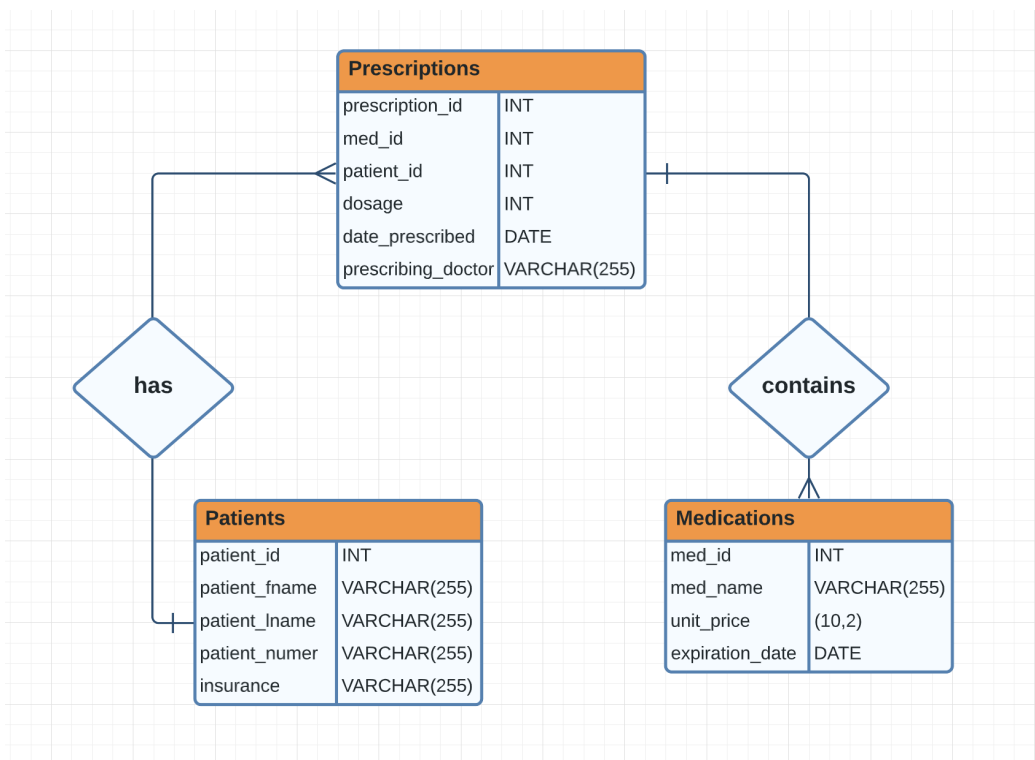 Prescriptions
prescription_id INT
med_id INT
patient_id INT
dosage INT
date_prescribed DATE
prescribing_doctor VARCHAR(255)
has
contains
Patients
patient_id INT
patient_fname VARCHAR(255)
patient_lname VARCHAR(255)
patient_numer VARCHAR(255)
insurance VARCHAR(255)
Medications
med_id INT
med_name VARCHAR(255)
unit_price (10,2)
expiration_date DATE